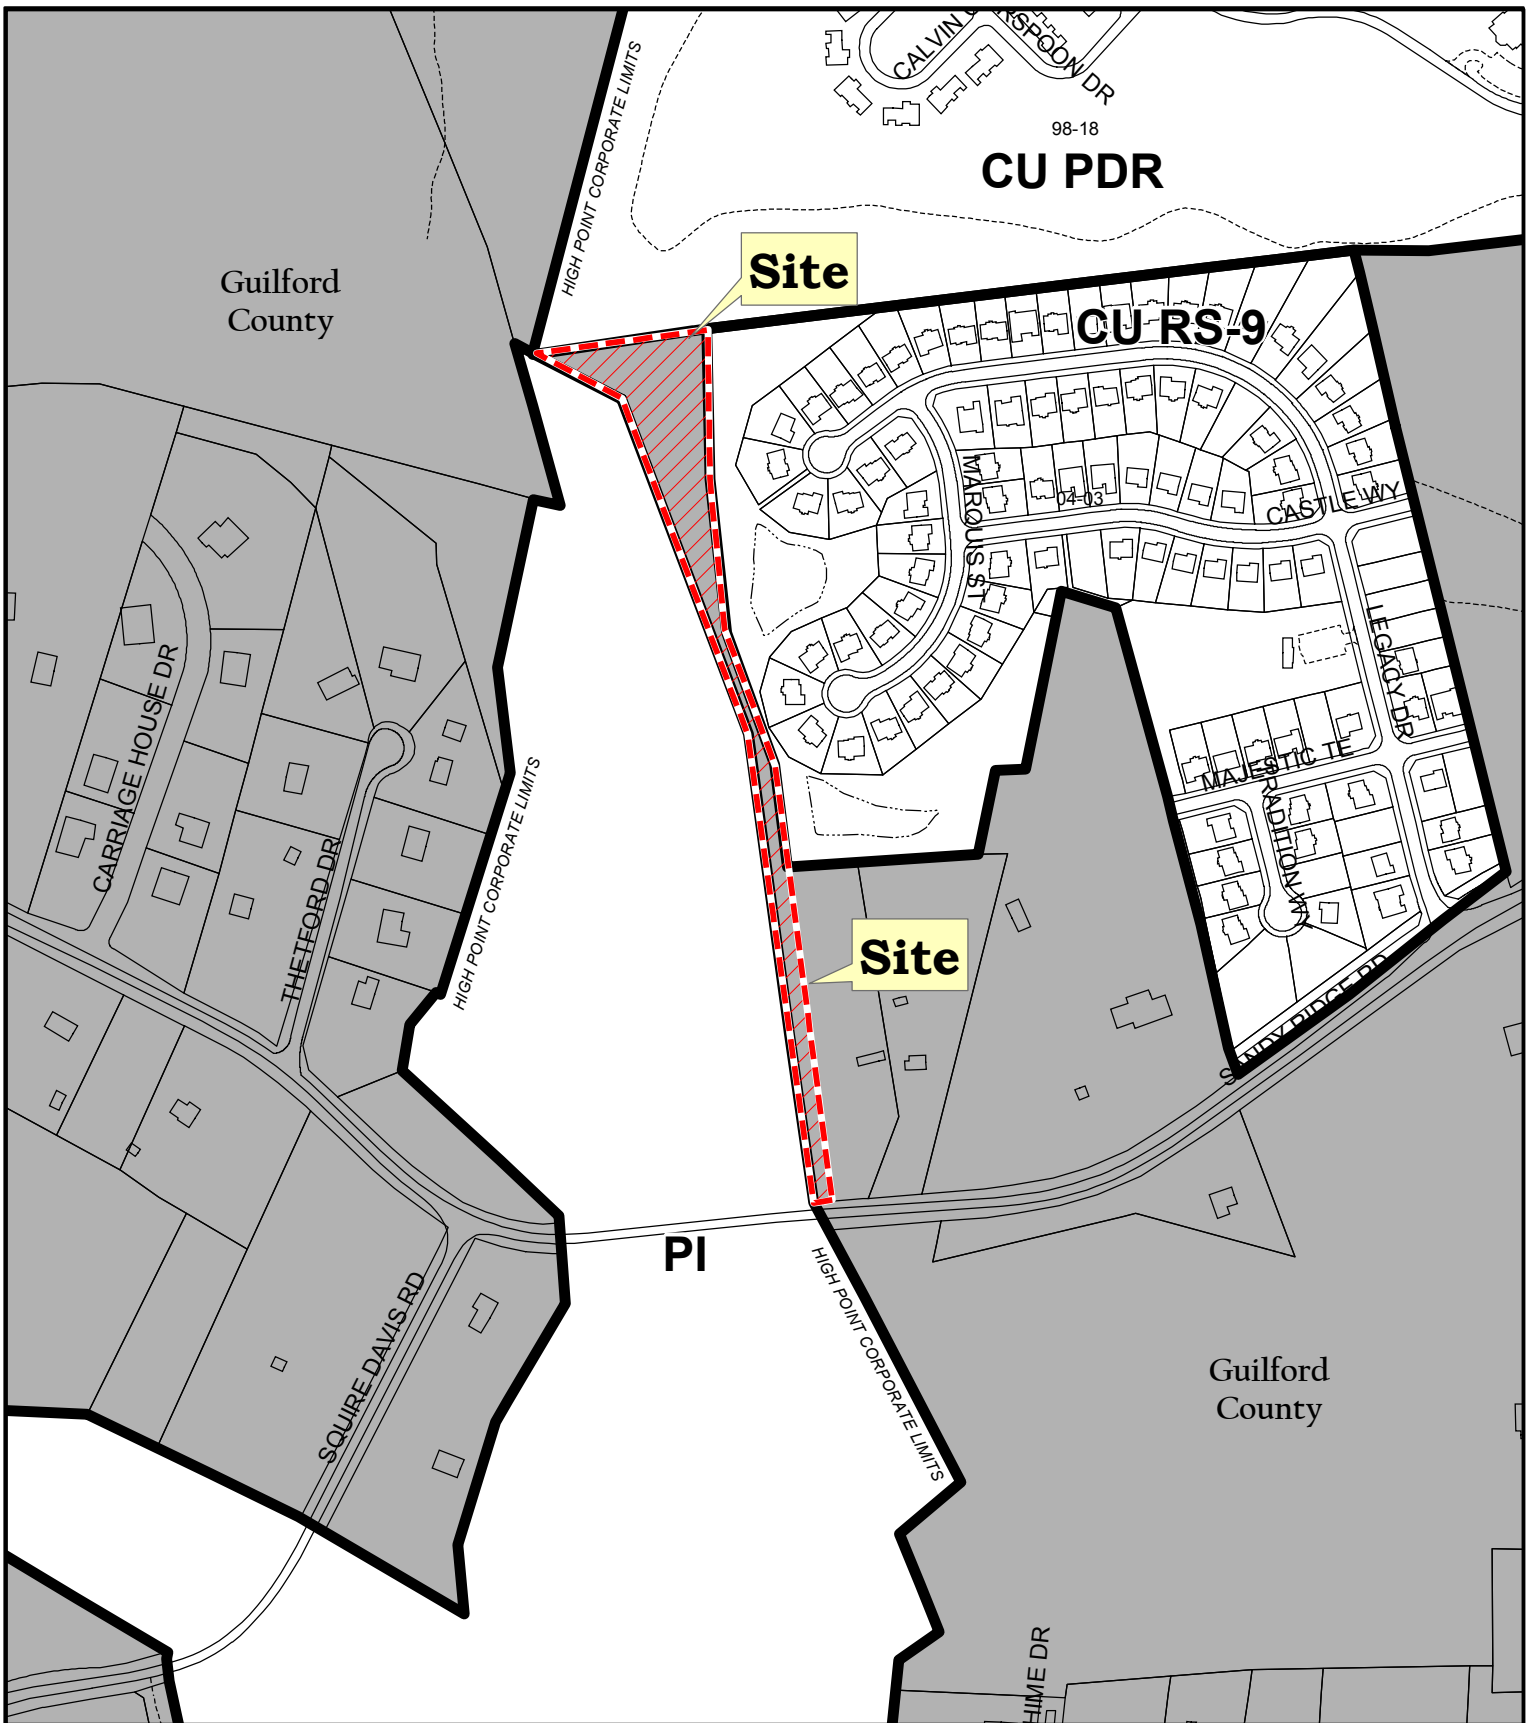 CALVIN
RSPOON DR
98-18
CU PDR
HIGH POINT CORPORATE LIMITS
Guilford
County
Site
CU RS-9
MARQUIS ST
04-03
CASTLE WY
LEGACY DR
CARRIAGE HOUSE DR
MAJESTIC TE
TRADITION WY
HIGH POINT CORPORATE LIMITS
THETFORD DR
Site
SANDY RIDGE RD
PI
HIGH POINT CORPORATE LIMITS
SQUIRE DAVIS RD
Guilford
County
HIME DR